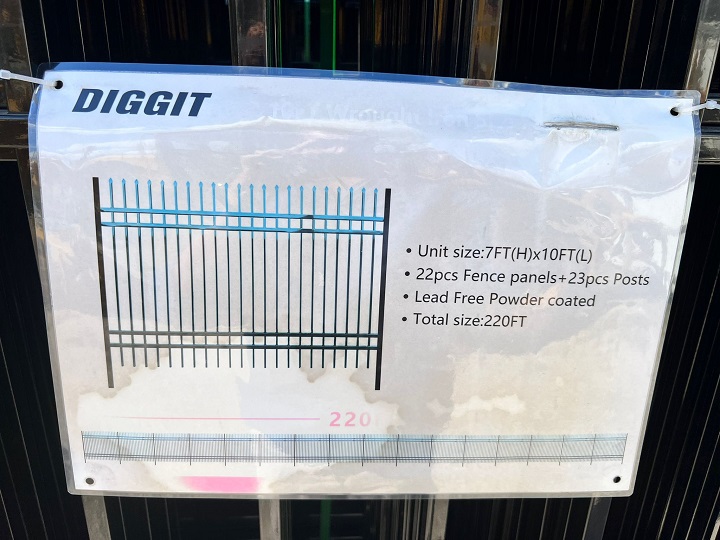 DIGGIT
• Unit size:7FT(H)x10FT(L)
• 22pcs Fence panels+23pcs Posts
• Lead Free Powder coated
• Total size:220FT
220